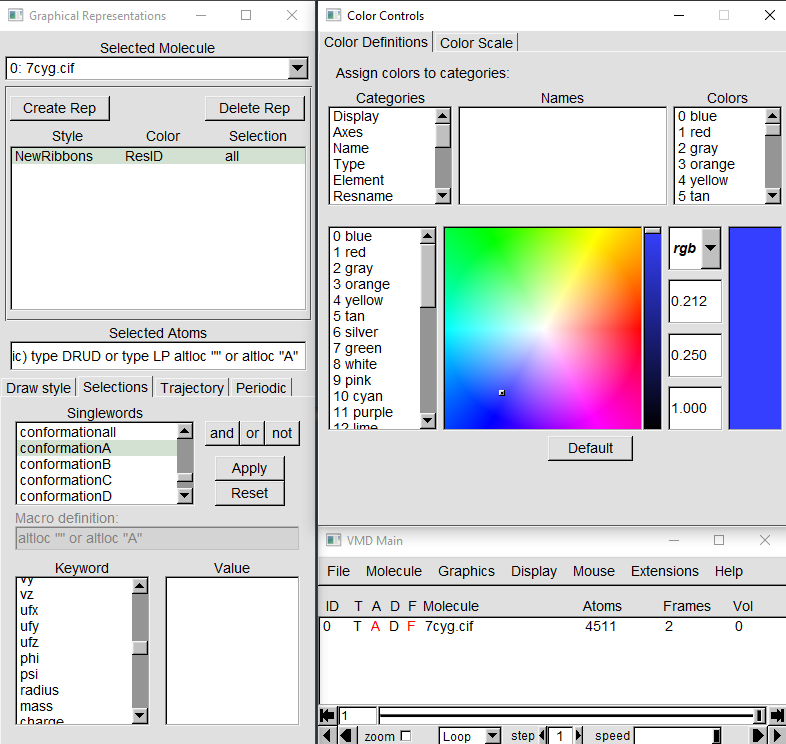 Graphical Representations
Selected Molecule
0: 7cyg.cif
Create Rep
Delete Rep
Style Color Selection
NewRibbons ResID all
Selected Atoms
ic) type DRUD or type LP altloc "" or altloc "A"
Draw style Selections Trajectory Periodic
Singlewords
conformationall
conformationA
conformationB
conformationC
conformationD
and or not
Apply
Reset
Macro definition:
altloc "" or altloc "A"
Keyword
vy
vz
ufx
ufy
ufz
phi
psi
radius
mass
charge
Value
Color Controls
Color Definitions Color Scale
Assign colors to categories:
Categories
Display
Axes
Name
Type
Element
Resname
Names
Colors
0 blue
1 red
2 gray
3 orange
4 yellow
5 tan
0 blue
1 red
2 gray
3 orange
4 yellow
5 tan
6 silver
7 green
8 white
9 pink
10 cyan
11 purple
12 lime
rgb
0.212
0.250
1.000
Default
VMD Main
File Molecule Graphics Display Mouse Extensions Help
ID T A D F Molecule Atoms Frames Vol
0 T A D F 7cyg.cif 4511 2 0
1
zoom Loop step 1 speed